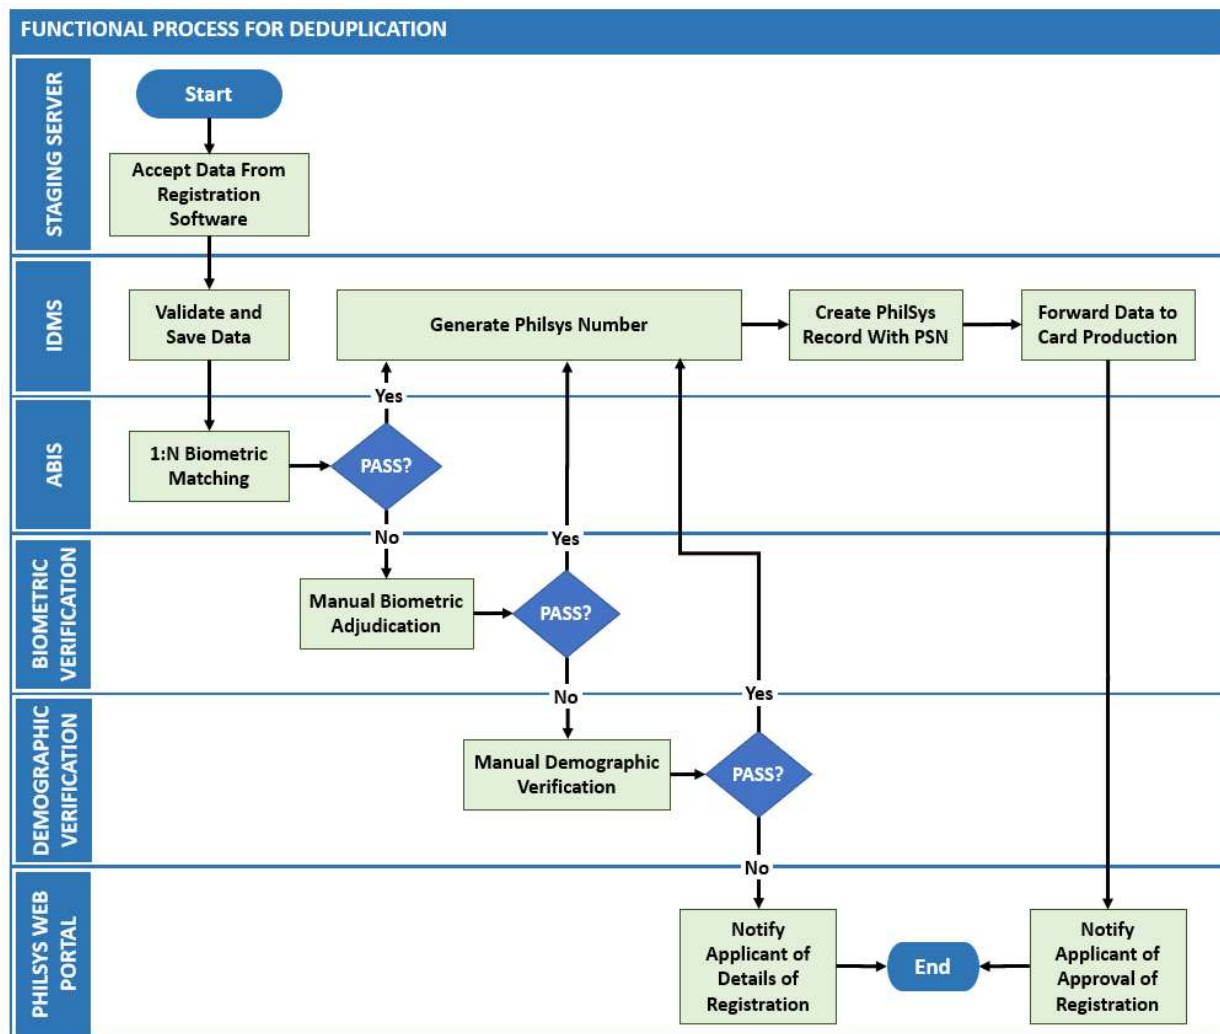 FUNCTIONAL PROCESS FOR DEDUPLICATION
STAGING SERVER
Start
Accept Data From
Registration
Software
IDMS
Validate and
Save Data
Generate Philsys Number
Create PhilSys
Record With PSN
Forward Data to
Card Production
Yes
ABIS
1:N Biometric
Matching
PASS?
No
Yes
BIOMETRIC
VERIFICATION
Manual Biometric
Adjudication
PASS?
No
Yes
DEMOGRAPHIC
VERIFICATION
Manual Demographic
Verification
PASS?
No
PHILSYS WEB
PORTAL
Notify
Applicant of
Details of
Registration
End
Notify
Applicant of
Approval of
Registration